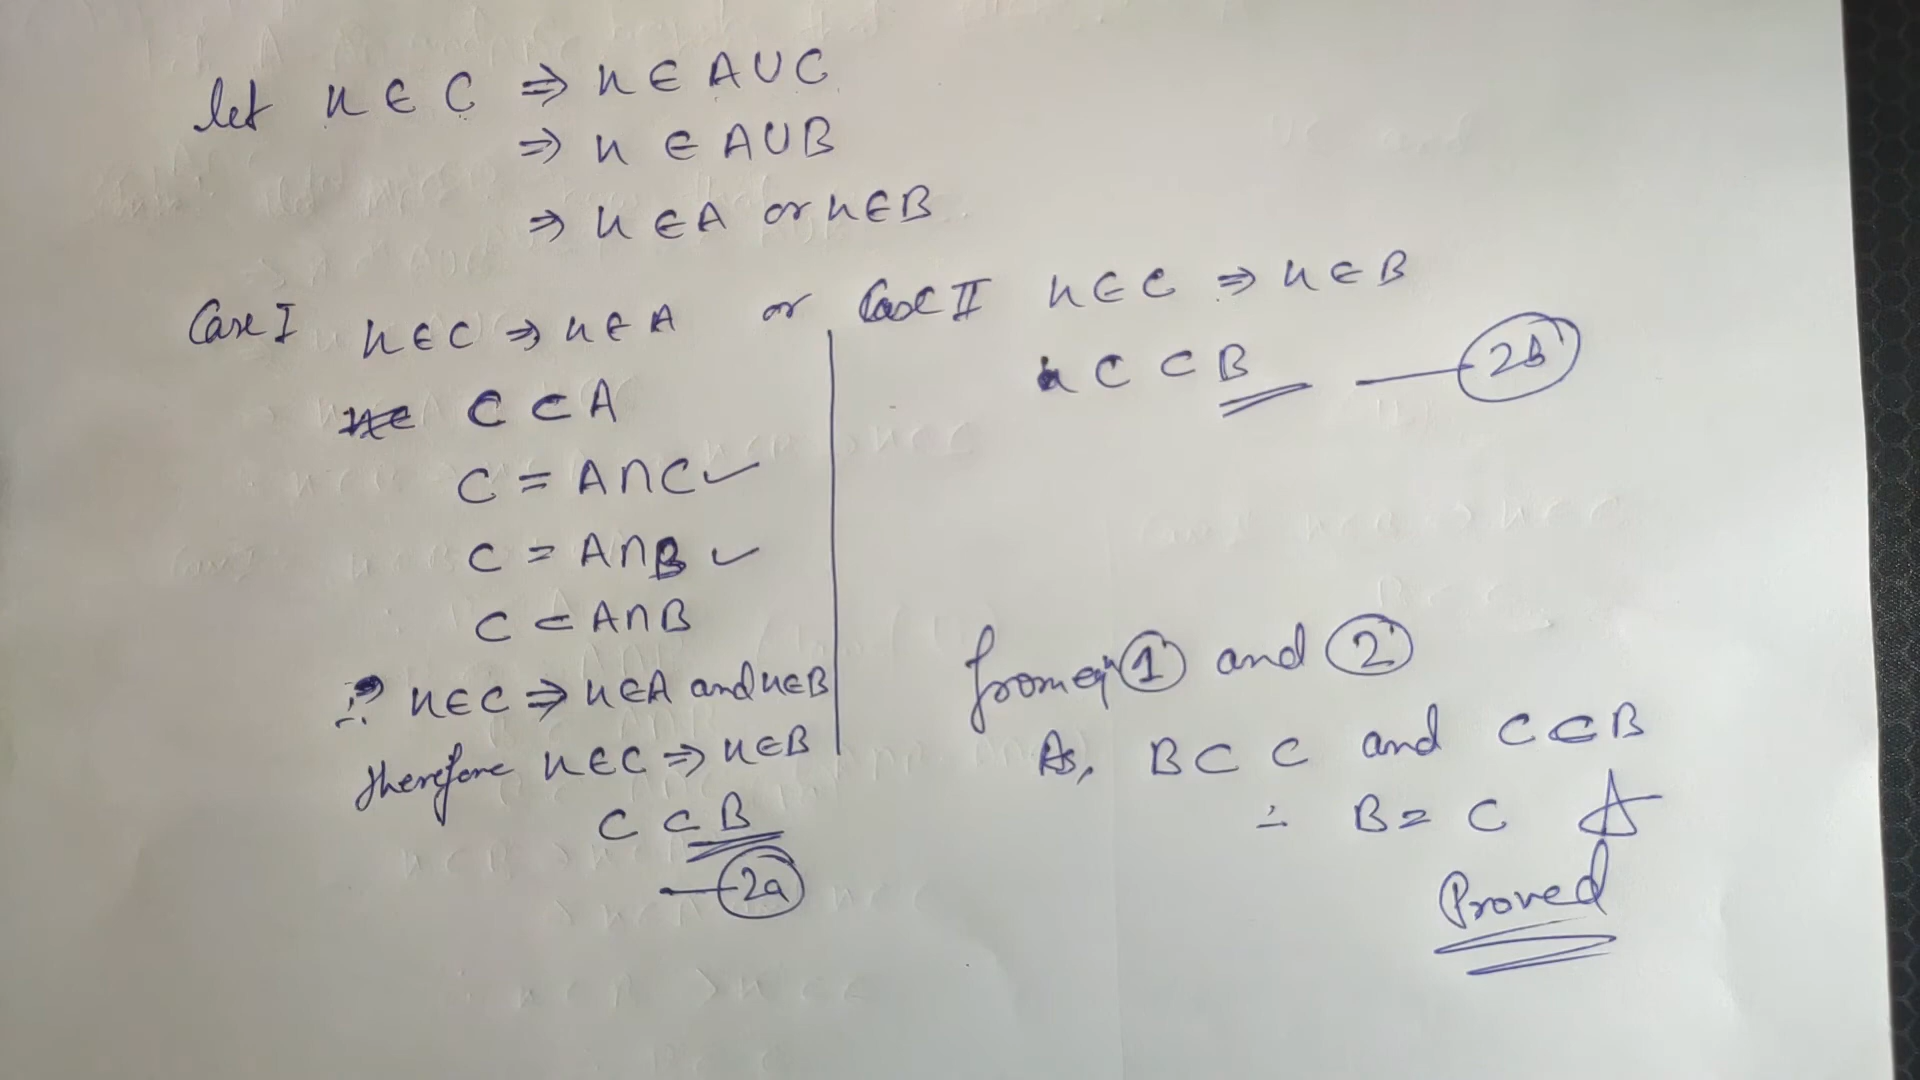 let x ∈ C ⇒ x ∈ A∪C
⇒ x ∈ A∪B
⇒ x ∈ A or x∈B
Case I x∈C ⇒ x∈A or Case II x∈C ⇒ x∈B
C ⊂ A
C = A∩C ✓
C = A∩B ✓
C ⊂ A∩B
∴ x∈C ⇒ x∈A and x∈B
therefore x∈C ⇒ x∈B
C ⊂ B
2a
C ⊂ B — 2b
from eqⁿ 1 and 2
As, B ⊂ C and C ⊂ B
∴ B = C
Proved